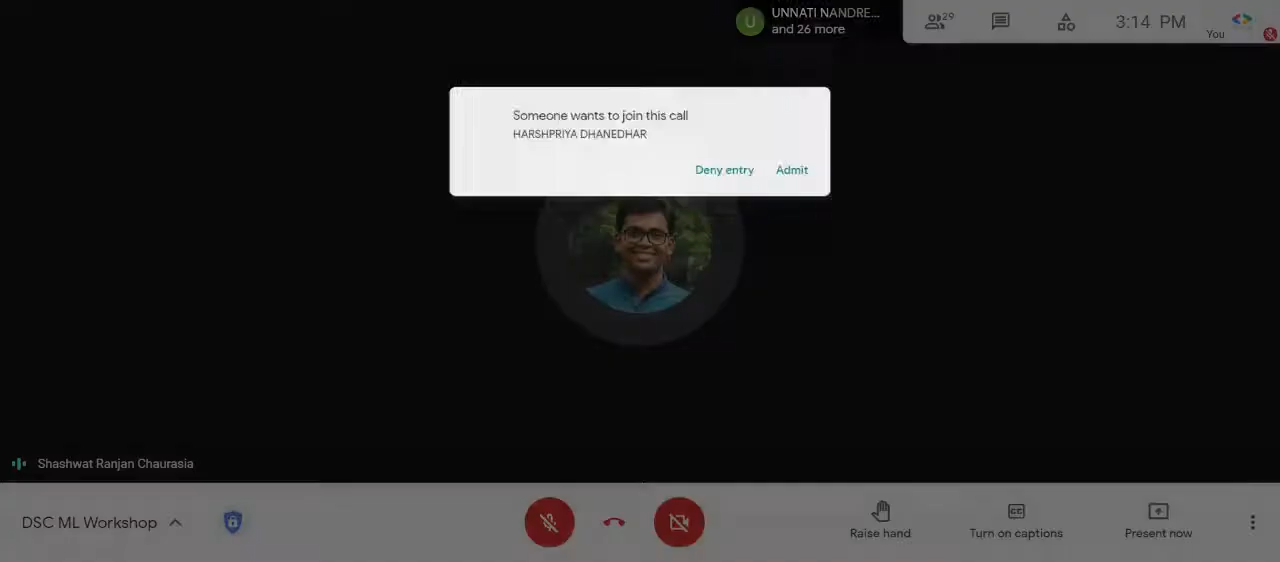 UNNATI NANDRE...
and 26 more
29
3:14 PM
You
Someone wants to join this call
HARSHPRIYA DHANEDHAR
Deny entry Admit
U
Shashwat Ranjan Chaurasia
DSC ML Workshop
Raise hand
CC
Turn on captions
Present now